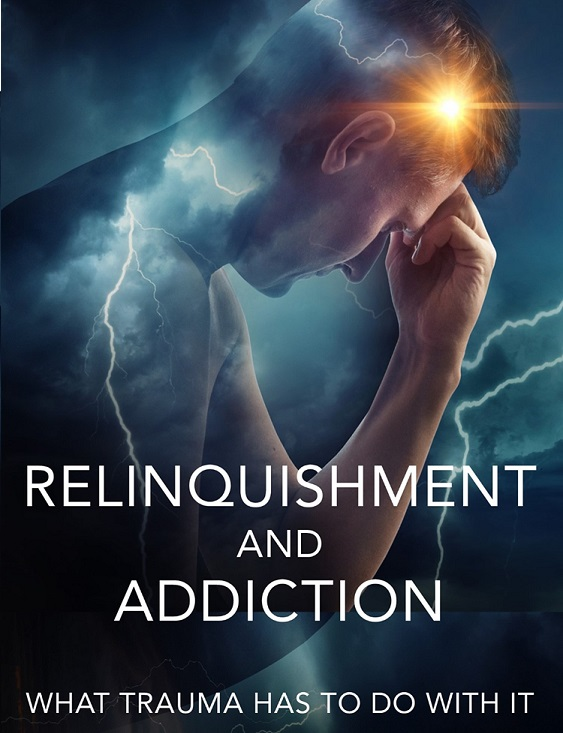 RELINQUISHMENT
AND
ADDICTION
WHAT TRAUMA HAS TO DO WITH IT